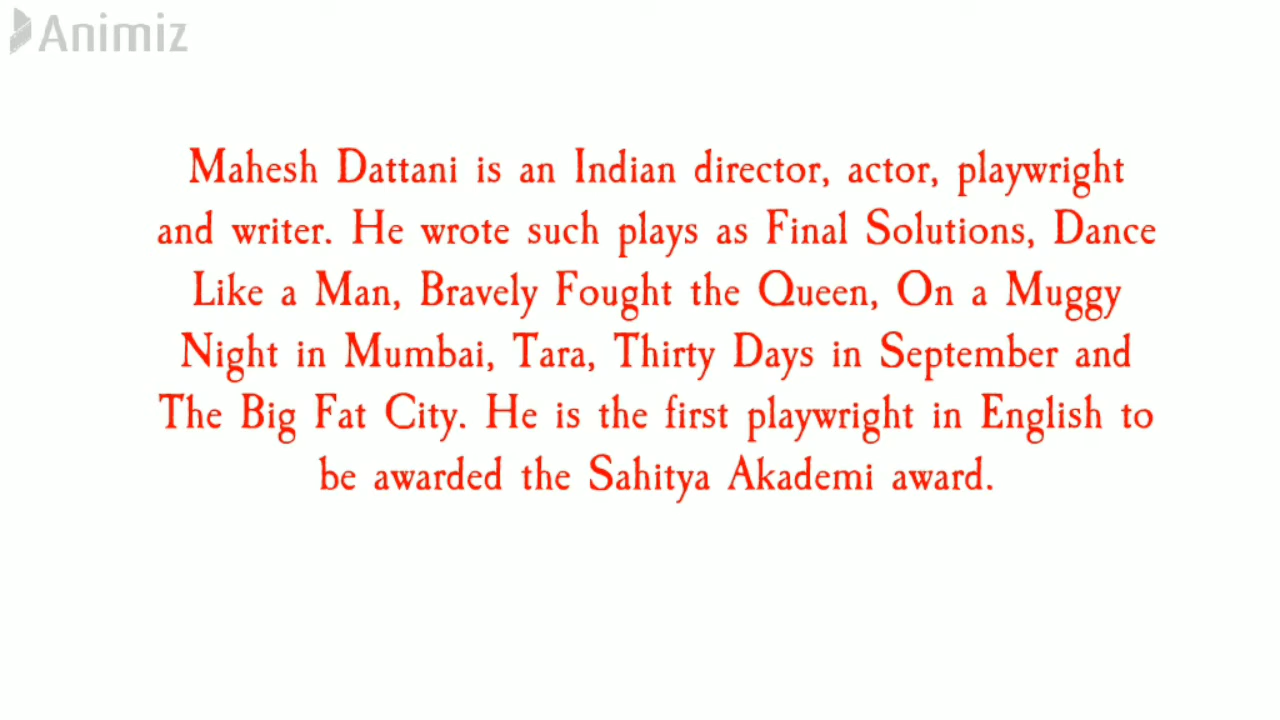 Animiz
Mahesh Dattani is an Indian director, actor, playwright
and writer. He wrote such plays as Final Solutions, Dance
Like a Man, Bravely Fought the Queen, On a Muggy
Night in Mumbai, Tara, Thirty Days in September and
The Big Fat City. He is the first playwright in English to
be awarded the Sahitya Akademi award.